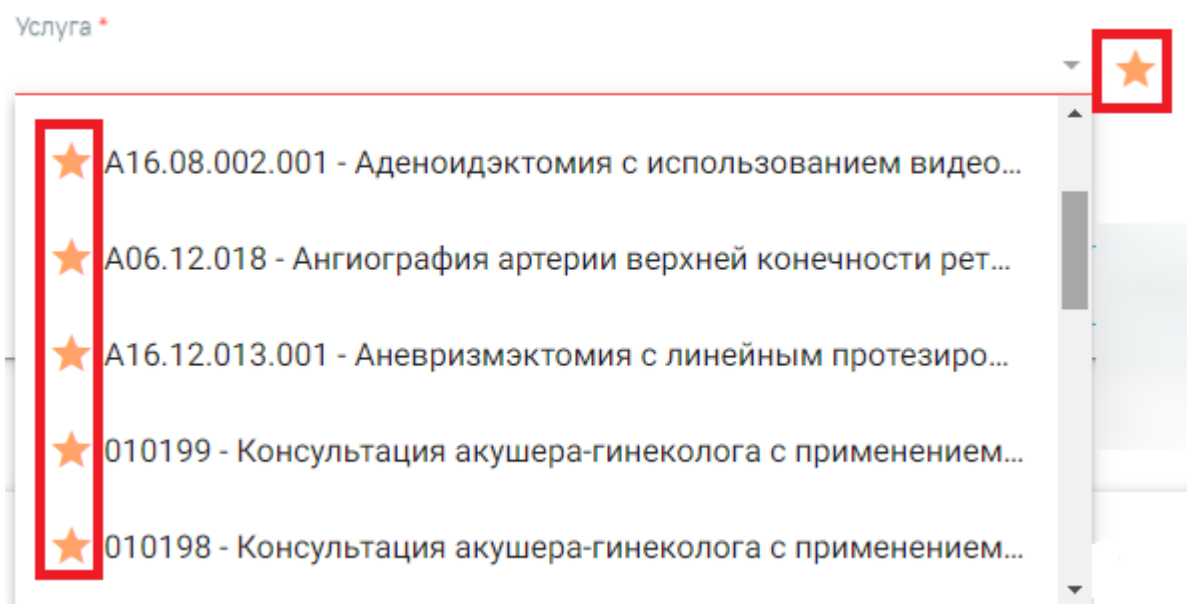 Услуга *
A16.08.002.001 - Аденоидэктомия с использованием видео...
A06.12.018 - Ангиография артерии верхней конечности рет...
A16.12.013.001 - Аневризмэктомия с линейным протезиро...
010199 - Консультация акушера-гинеколога с применением...
010198 - Консультация акушера-гинеколога с применением...